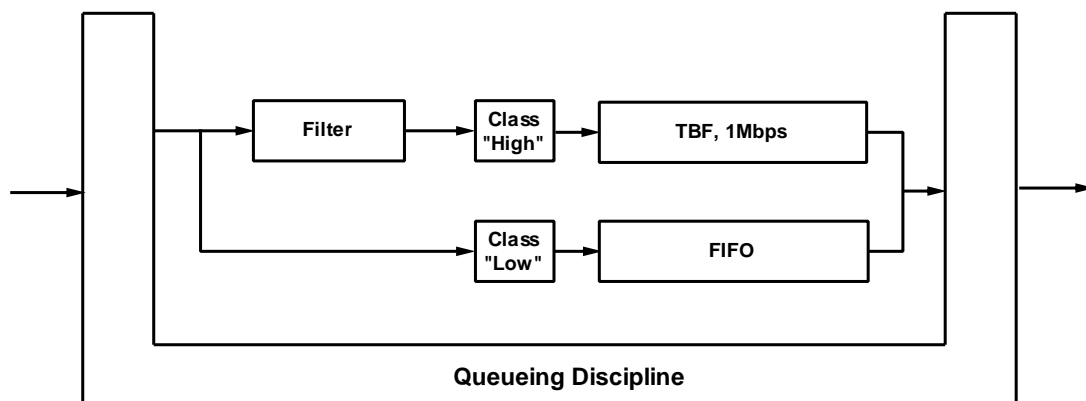 Filter
Class
"High"
TBF, 1Mbps
Class
"Low"
FIFO
Queueing Discipline